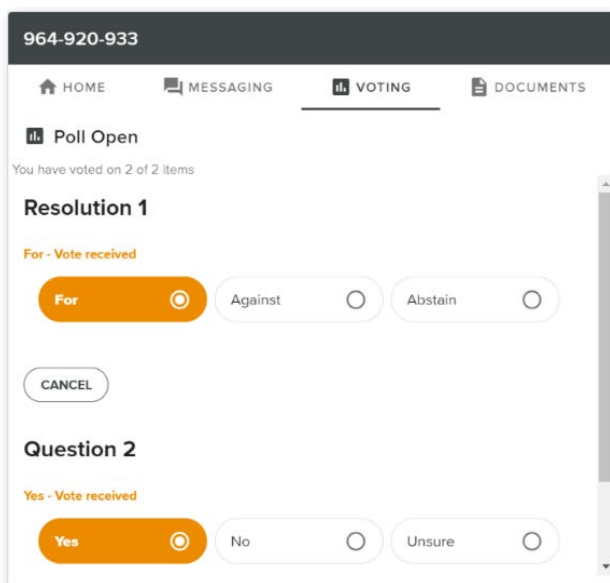 964-920-933
HOME MESSAGING VOTING DOCUMENTS
Poll Open
You have voted on 2 of 2 items
Resolution 1
For - Vote received
For Against Abstain
CANCEL
Question 2
Yes - Vote received
Yes No Unsure